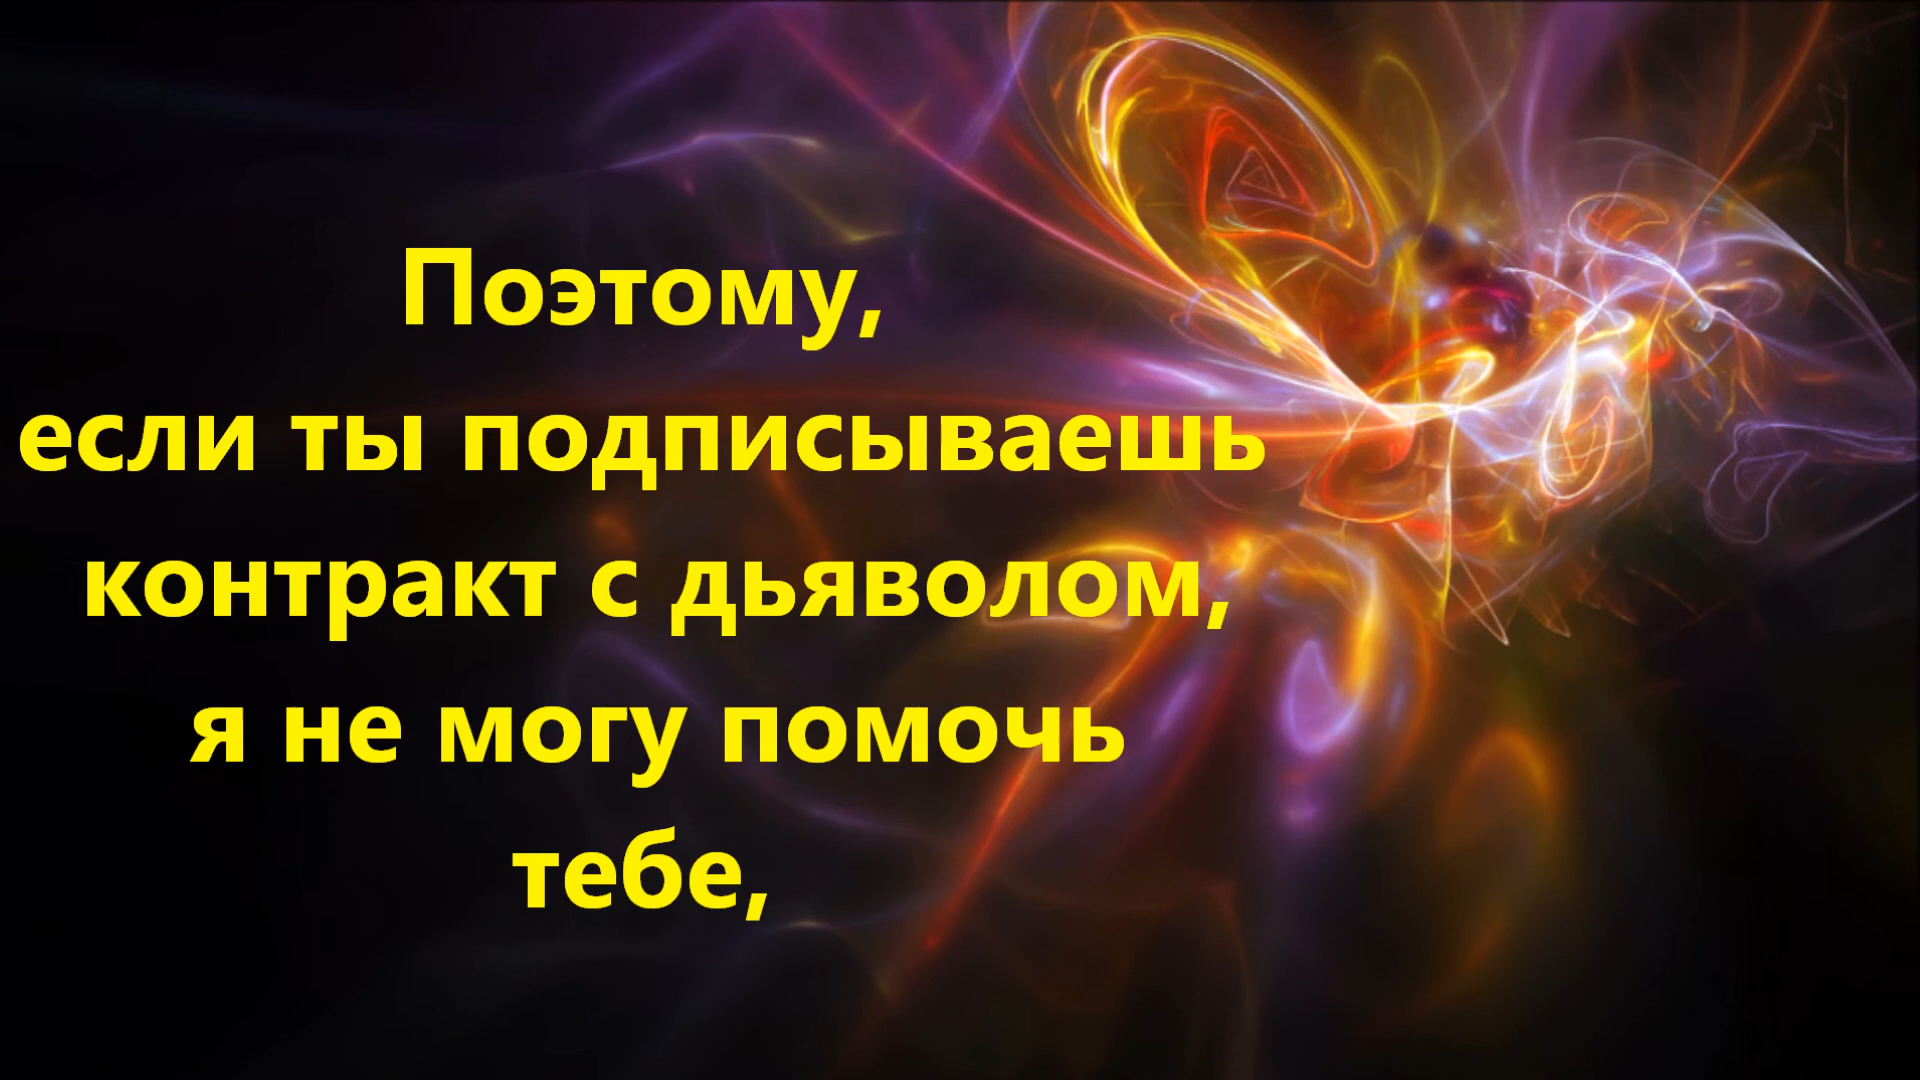 Поэтому,
если ты подписываешь
контракт с дьяволом,
я не могу помочь
тебе,